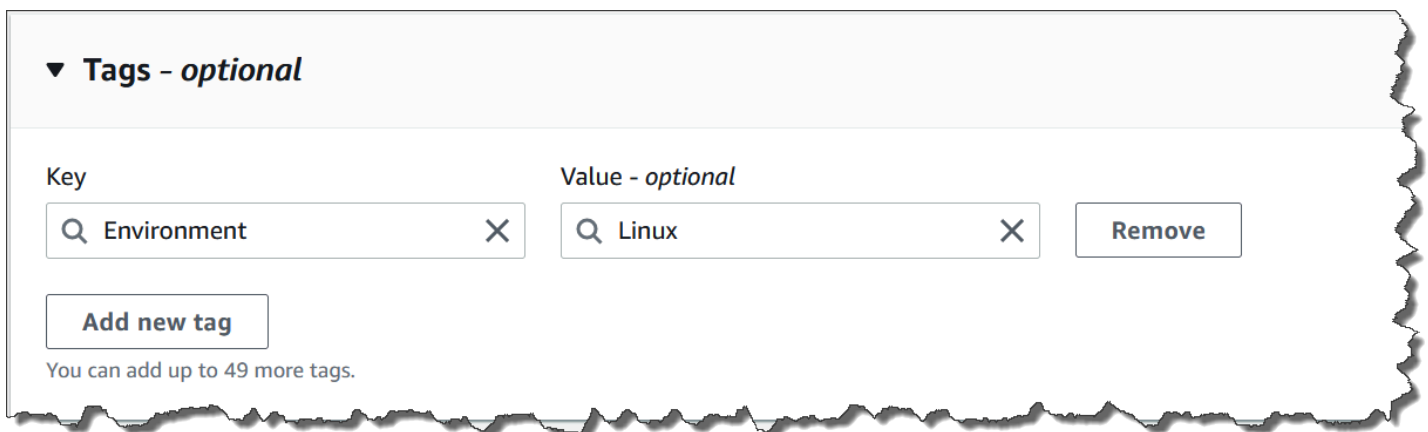 Tags - optional
Key
Value - optional
Environment
Linux
Remove
Add new tag
You can add up to 49 more tags.